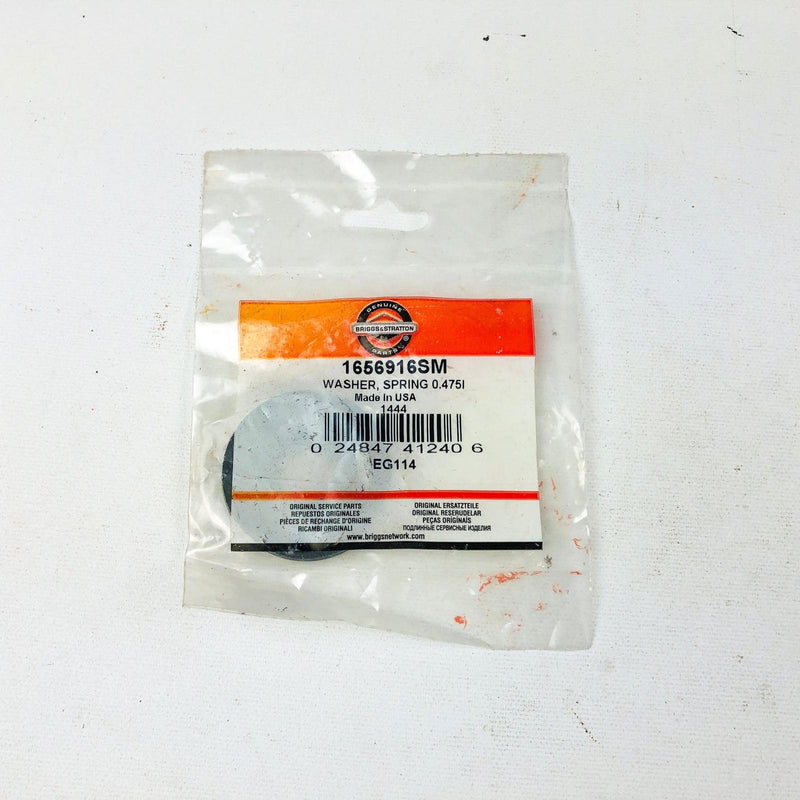 GENUINE
BRIGGS&STRATTON
PARTS
®
1656916SM
WASHER, SPRING 0.475I
Made In USA
1444
0 24847 41240 6
EG114
ORIGINAL SERVICE PARTS
REPUESTOS ORIGINALES
PIÈCES DE RECHANGE D'ORIGINE
RICAMBI ORIGINALI
ORIGINAL ERSATZTEILE
ORIGINAL RESERUDELAR
PEÇAS ORIGINAIS
ПОДЛИННЫЕ СЕРВИСНЫЕ ИЗДЕЛИЯ
www.briggsnetwork.com